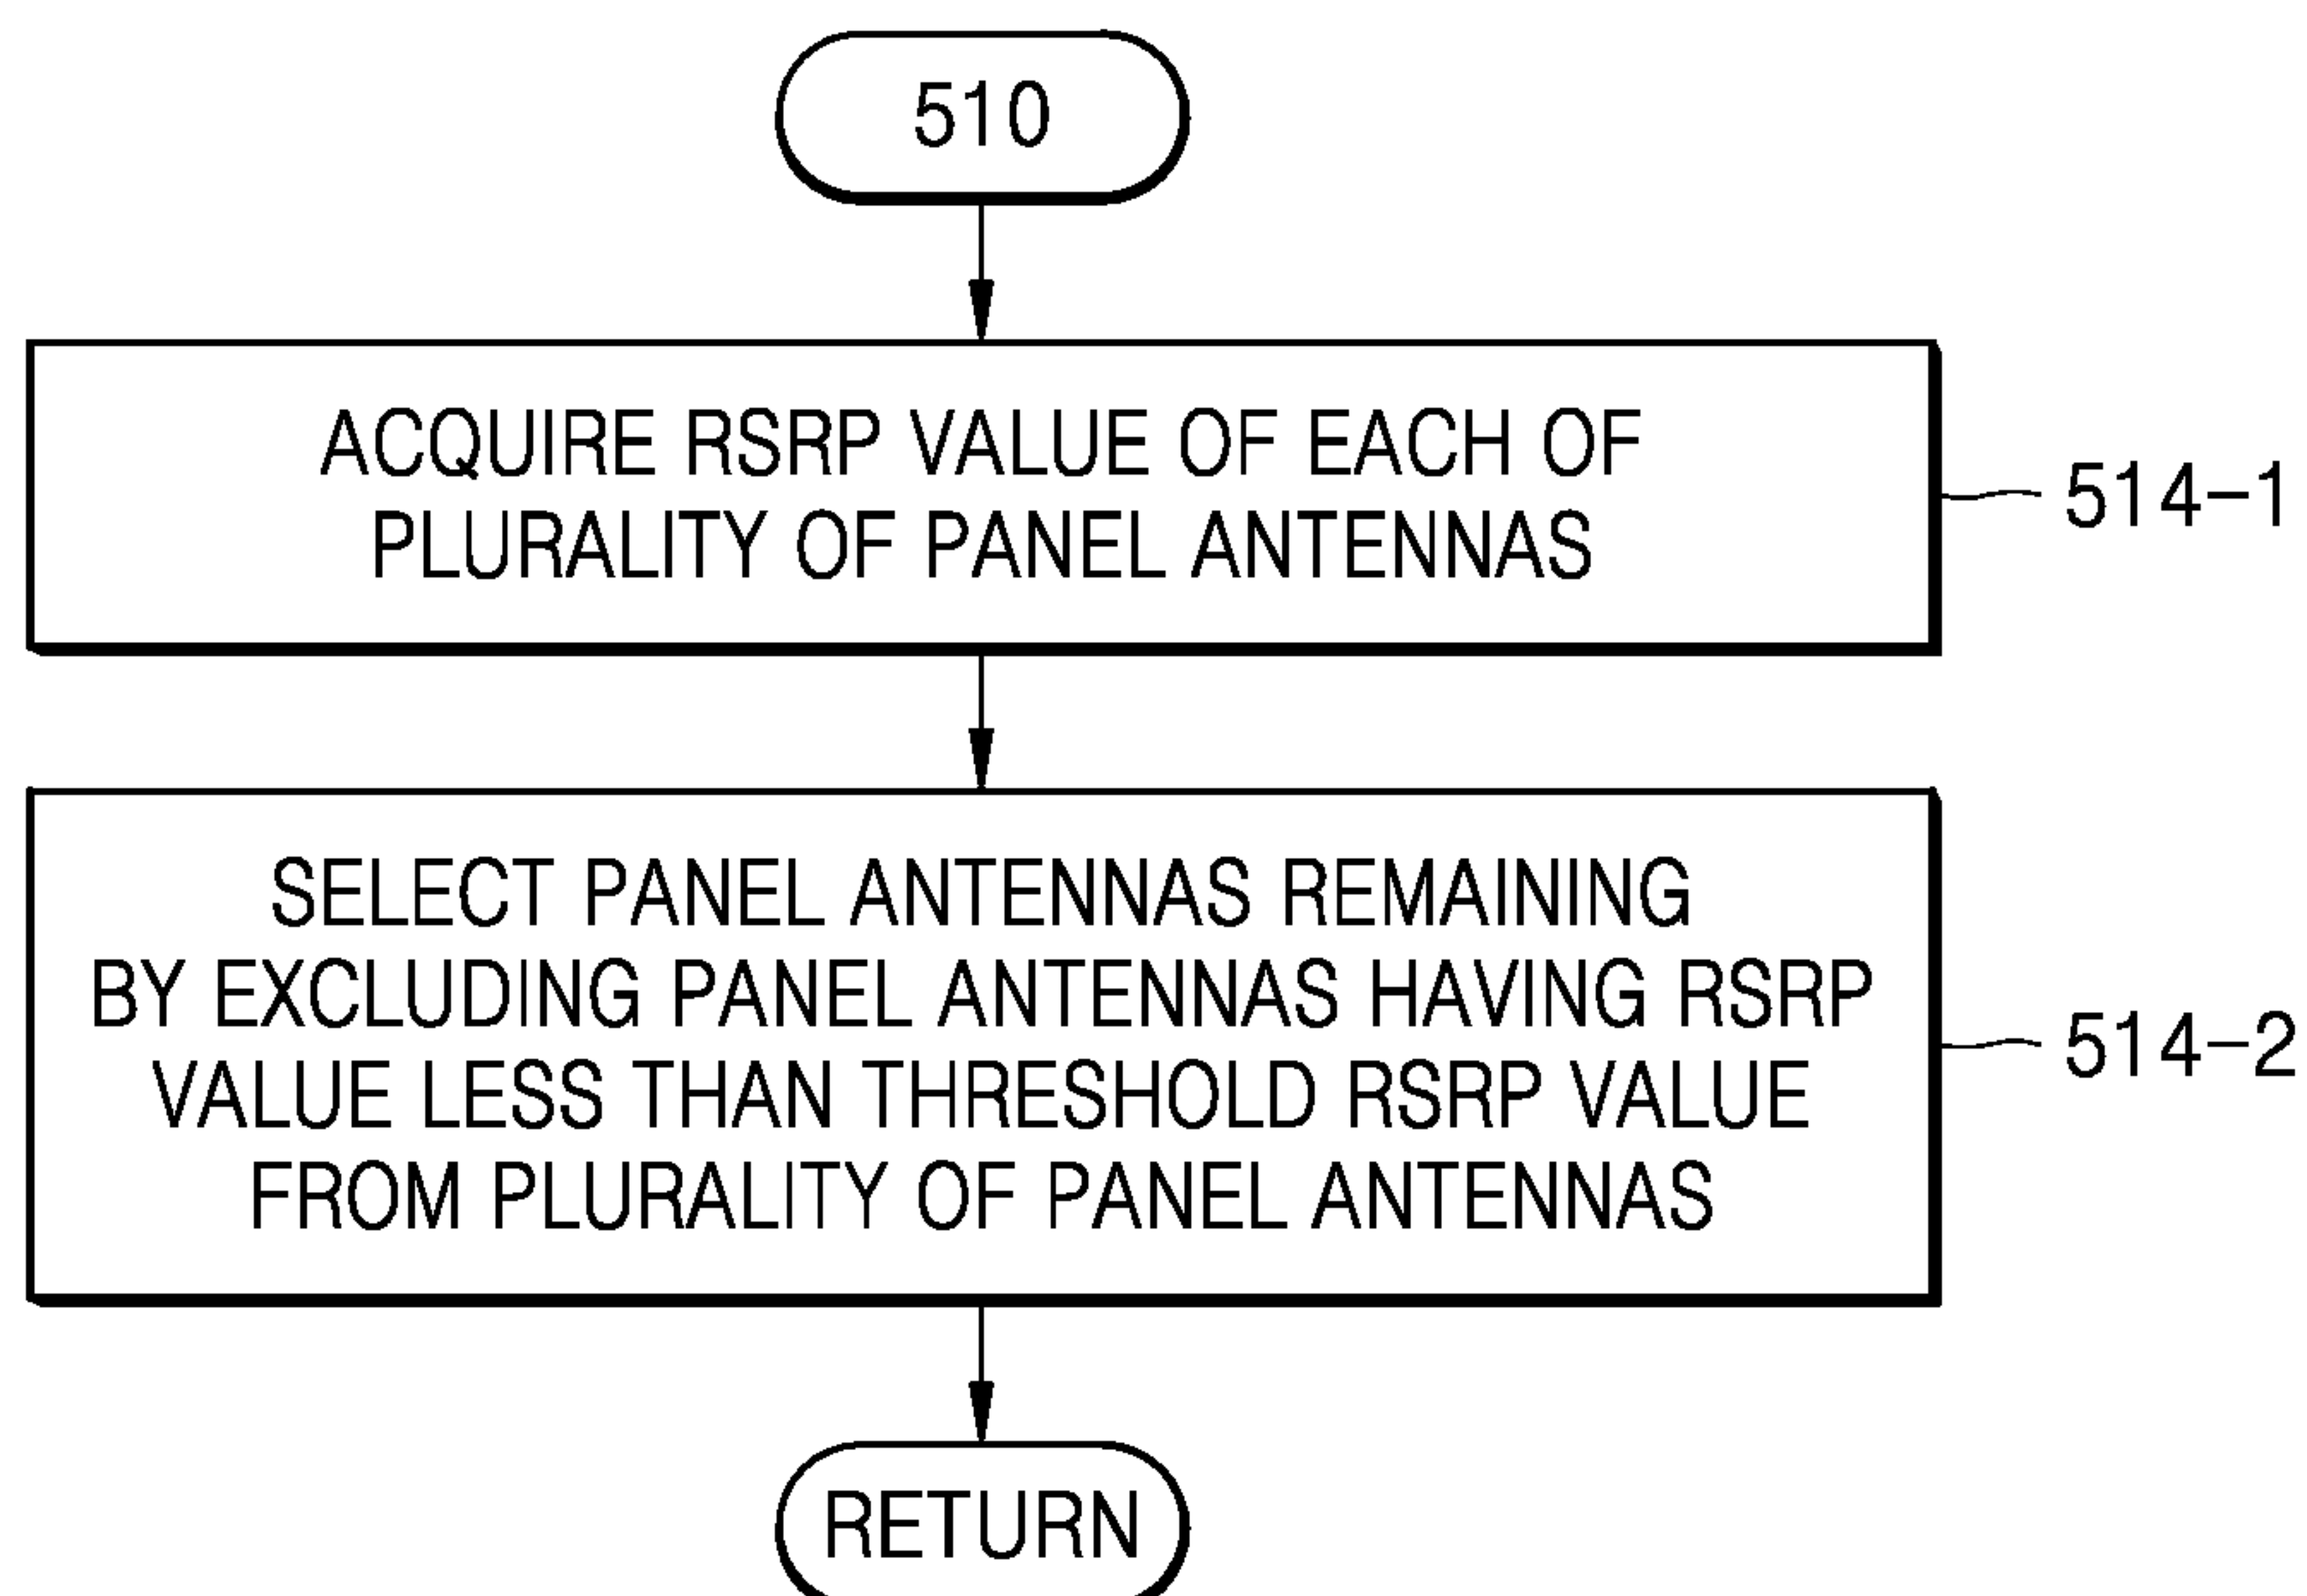 510
ACQUIRE RSRP VALUE OF EACH OF
PLURALITY OF PANEL ANTENNAS
514-1
SELECT PANEL ANTENNAS REMAINING
BY EXCLUDING PANEL ANTENNAS HAVING RSRP
VALUE LESS THAN THRESHOLD RSRP VALUE
FROM PLURALITY OF PANEL ANTENNAS
514-2
RETURN